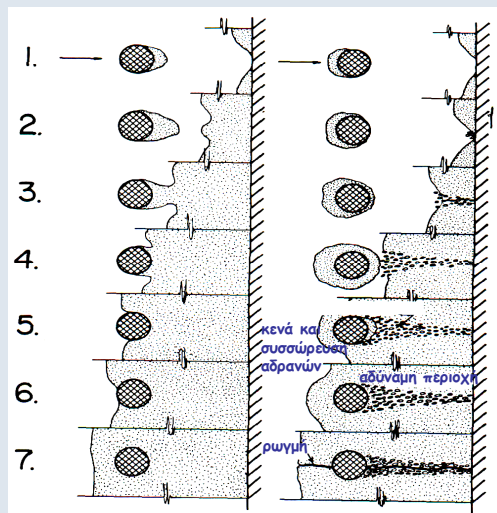 1.
2.
3.
4.
5.
κενά και
συσσώρευση
αδρανών
αδύναμη περιοχή
6.
ρωγμή
7.